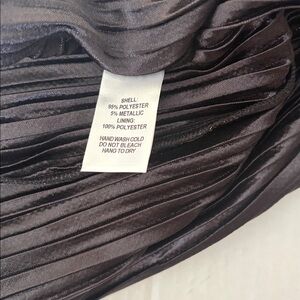 SHELL:
95% POLYESTER
5% METALLIC
LINING:
100% POLYESTER
HAND WASH COLD
DO NOT BLEACH
HANG TO DRY